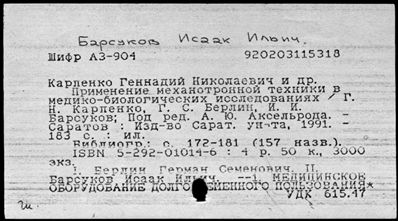 Барсуков Исаак Ильич.
Шифр А3-904 920203115318
Карпенко Геннадий Николаевич и др.
Применение механотронной техники в
медико-биологических исследованиях / Г.
Н. Карпенко, Г. С. Берлин, И. И.
Барсуков; Под ред. А. Ю. Аксельрода. -
Саратов : Изд-во Сарат. ун-та, 1991. -
183 с. : ил.
Библиогр.: с. 172-181 (157 назв.).
ISBN 5-292-01014-6 : 4 р. 50 к., 3000
экз.
I. Берлин Герман Семенович. II.
Барсуков Исаак Ильич. --1. МЕДИЦИНСКОЕ
ОБОРУДОВАНИЕ ПОЛЬЗОВАНИЯ*
УДК 615.47